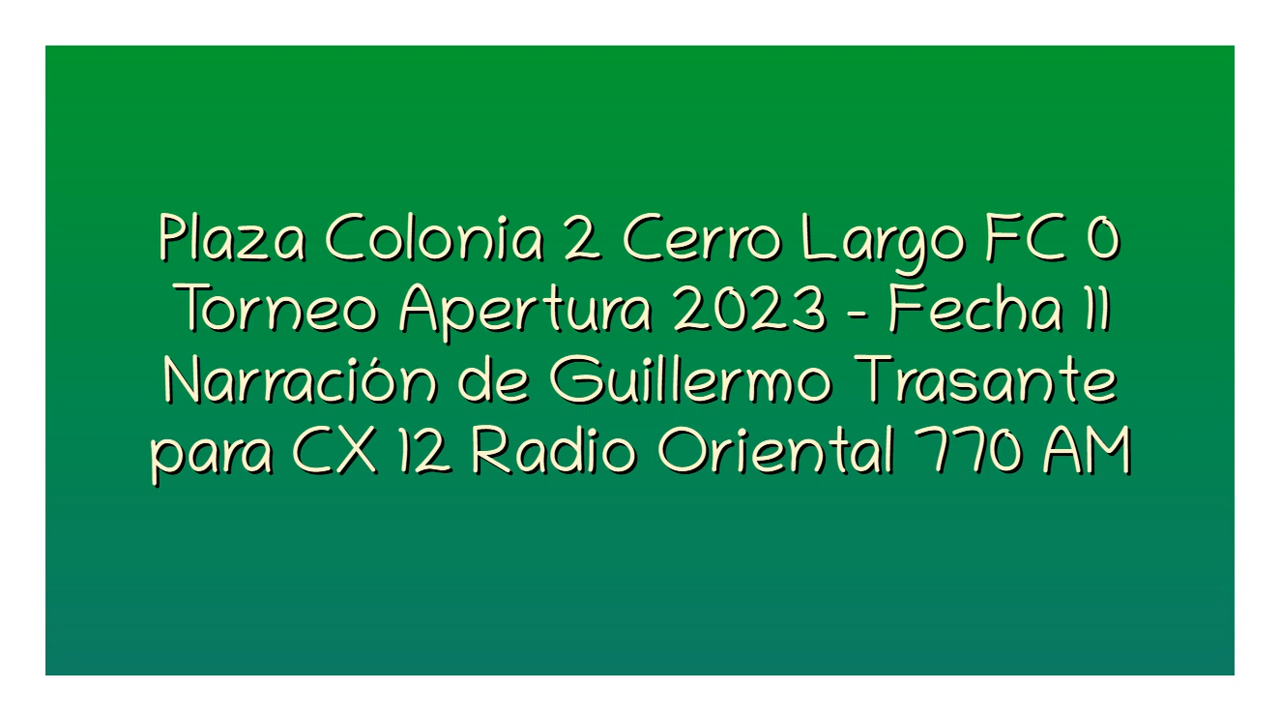 Plaza Colonia 2 Cerro Largo FC 0
Torneo Apertura 2023 - Fecha 11
Narración de Guillermo Trasante
para CX 12 Radio Oriental 770 AM